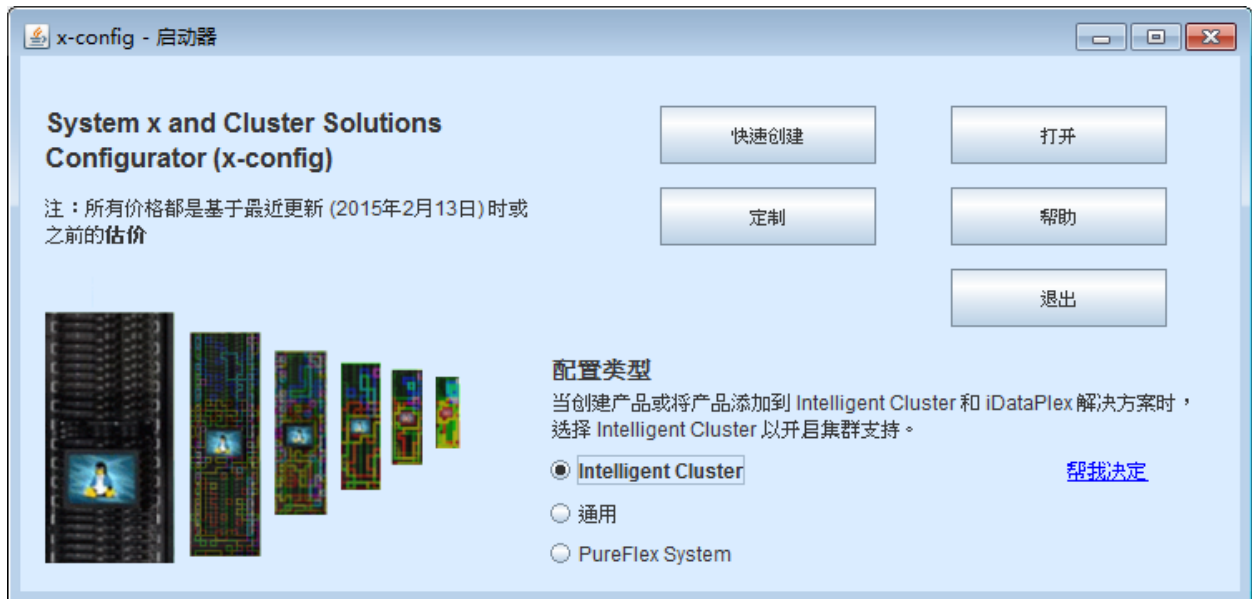 x-config - 启动器
System x and Cluster Solutions
Configurator (x-config)
注：所有价格都是基于最近更新 (2015年2月13日) 时或
之前的估价
快速创建
打开
定制
帮助
退出
配置类型
当创建产品或将产品添加到 Intelligent Cluster 和 iDataPlex 解决方案时，
选择 Intelligent Cluster 以开启集群支持。
Intelligent Cluster
帮我决定
通用
PureFlex System